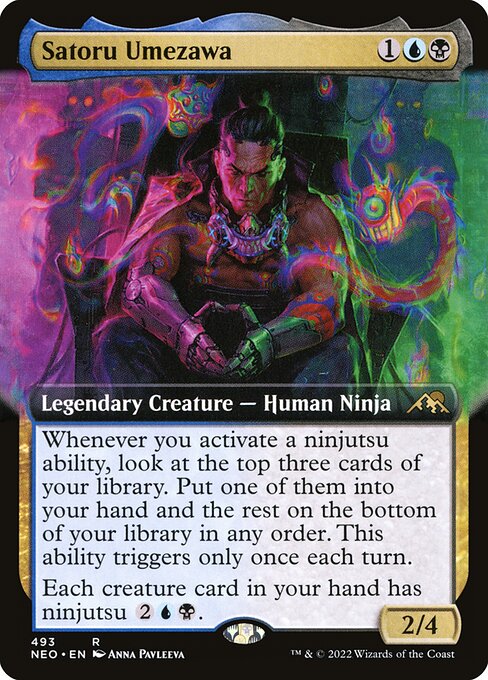 Satoru Umezawa 1
Legendary Creature — Human Ninja
Whenever you activate a ninjutsu
ability, look at the top three cards of
your library. Put one of them into
your hand and the rest on the bottom
of your library in any order. This
ability triggers only once each turn.
Each creature card in your hand has
ninjutsu 2.
2/4
493 R
NEO • EN Anna Pavleeva
™ & © 2022 Wizards of the Coast